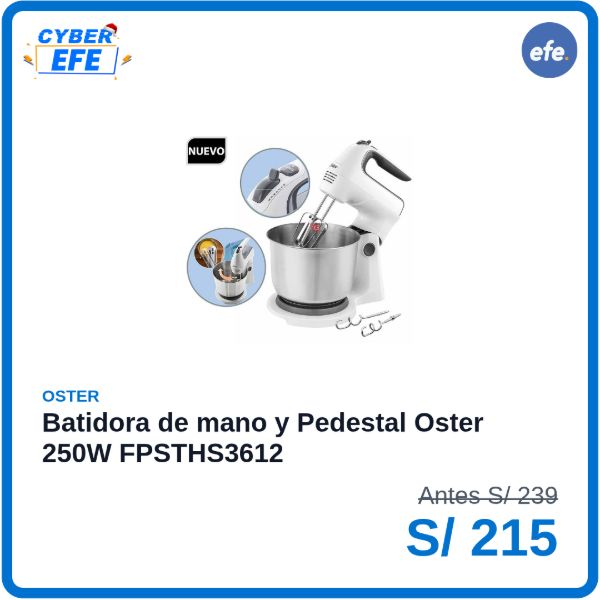 CYBER
EFE
efe.
NUEVO
OSTER
Batidora de mano y Pedestal Oster
250W FPSTHS3612
Antes S/ 239
S/ 215